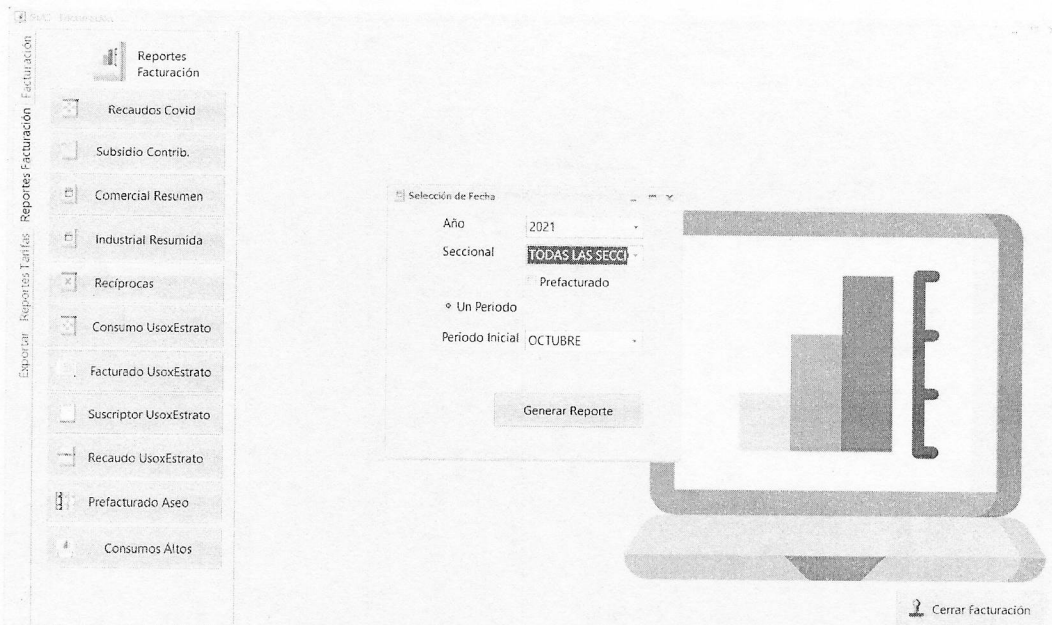 Facturación
Reportes Facturación
Reportes Tarifas
Exportar
Reportes
Facturación
Recaudos Covid
Subsidio Contrib.
Comercial Resumen
Industrial Resumida
Recíprocas
Consumo UsoxEstrato
Facturado UsoxEstrato
Suscriptor UsoxEstrato
Recaudo UsoxEstrato
Prefacturado Aseo
Consumos Altos
Selección de Fecha
Año 2021
Seccional TODAS LAS SECCI
Prefacturado
Un Periodo
Periodo Inicial OCTUBRE
Generar Reporte
Cerrar Facturación